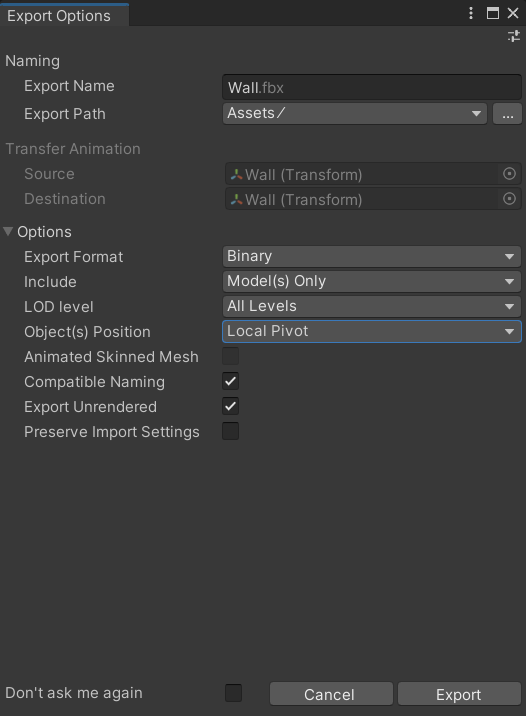 Export Options
Naming
Export Name Wall.fbx
Export Path Assets/ ...
Transfer Animation
Source Wall (Transform)
Destination Wall (Transform)
Options
Export Format Binary
Include Model(s) Only
LOD level All Levels
Object(s) Position Local Pivot
Animated Skinned Mesh
Compatible Naming
Export Unrendered
Preserve Import Settings
Don't ask me again Cancel Export